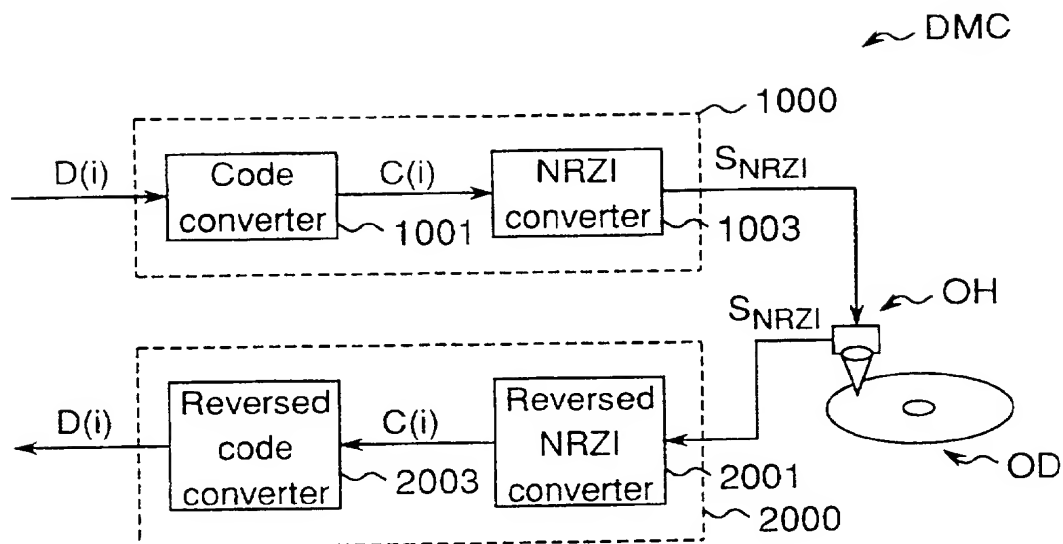 DMC
1000
D(i)
Code
converter
1001
C(i)
NRZI
converter
1003
SNRZI
OH
SNRZI
D(i)
Reversed
code
converter
2003
C(i)
Reversed
NRZI
converter
2001
2000
OD